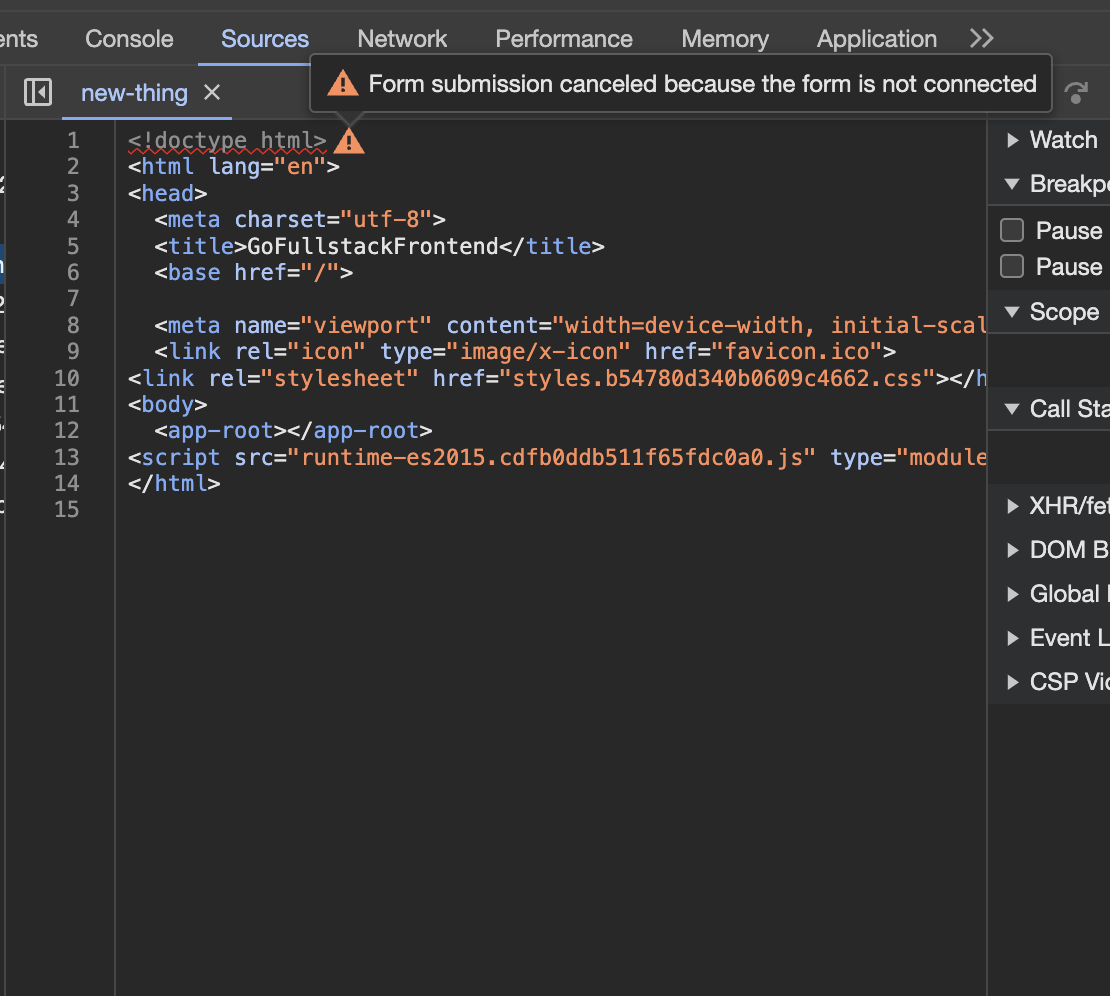 Console Sources Network Performance Memory Application
new-thing
Form submission canceled because the form is not connected
1 <!doctype html>
2 <html lang="en">
3 <head>
4 <meta charset="utf-8">
5 <title>GoFullstackFrontend</title>
6 <base href="/">
7
8 <meta name="viewport" content="width=device-width, initial-scal
9 <link rel="icon" type="image/x-icon" href="favicon.ico">
10 <link rel="stylesheet" href="styles.b54780d340b0609c4662.css"></h
11 <body>
12 <app-root></app-root>
13 <script src="runtime-es2015.cdfb0ddb511f65fdc0a0.js" type="module
14 </html>
15
Watch
Breakpo
Pause
Pause
Scope
Call Sta
XHR/fet
DOM B
Global
Event L
CSP Vio